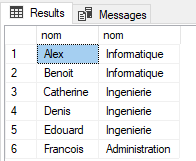 Results Messages
nom nom
1 Alex Informatique
2 Benoit Informatique
3 Catherine Ingenierie
4 Denis Ingenierie
5 Edouard Ingenierie
6 Francois Administration